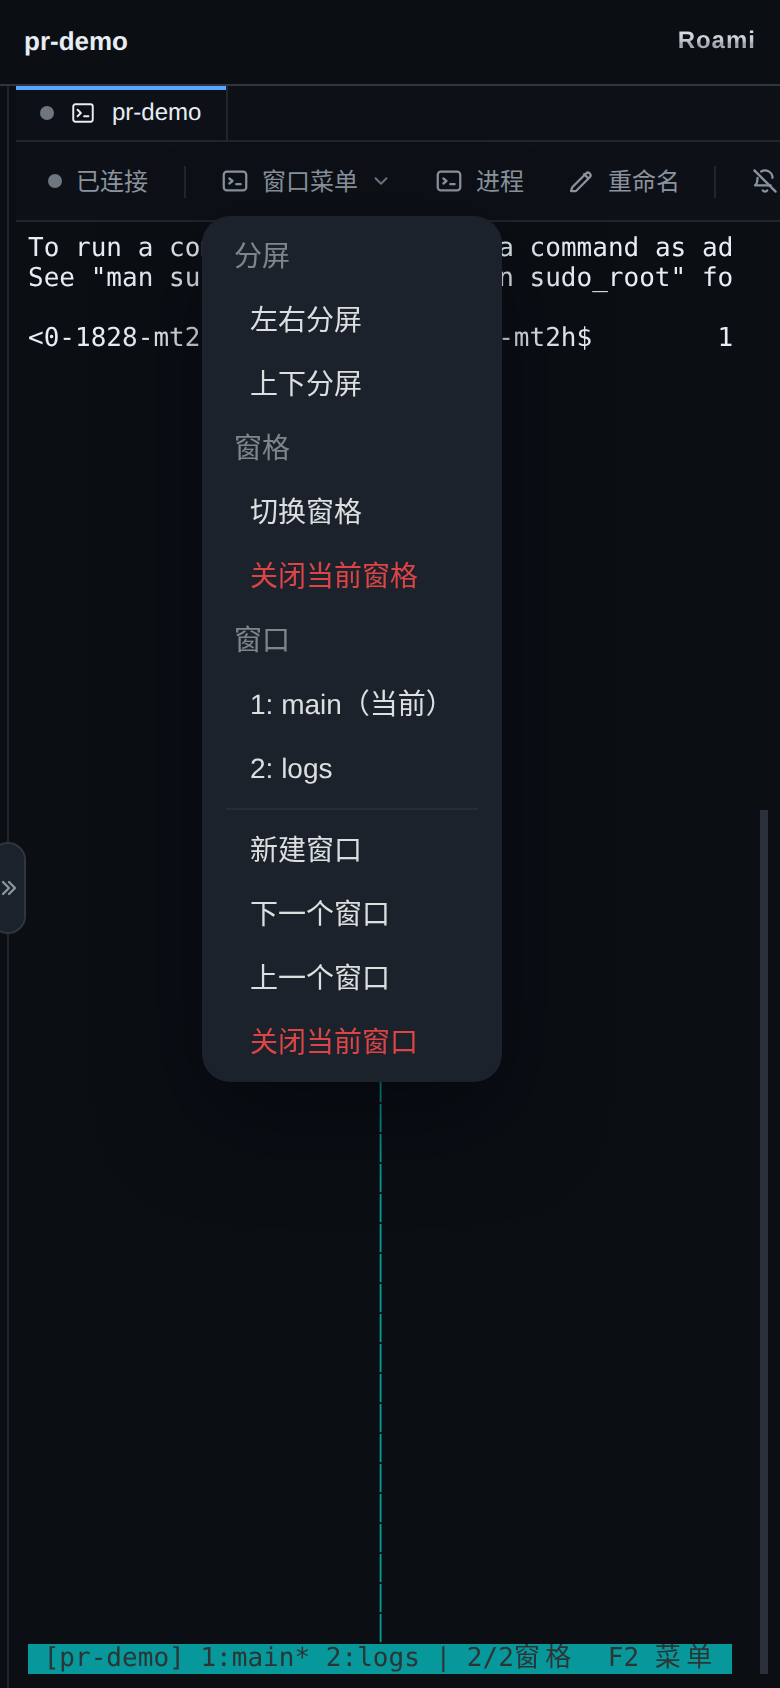 pr-demo Roami
pr-demo
已连接 窗口菜单 进程 重命名
To run a co a command as ad
See "man su n sudo_root" fo
<0-1828-mt2 -mt2h$ 1
分屏
左右分屏
上下分屏
窗格
切换窗格
关闭当前窗格
窗口
1: main（当前）
2: logs
新建窗口
下一个窗口
上一个窗口
关闭当前窗口
[pr-demo] 1:main* 2:logs | 2/2窗格 F2 菜单